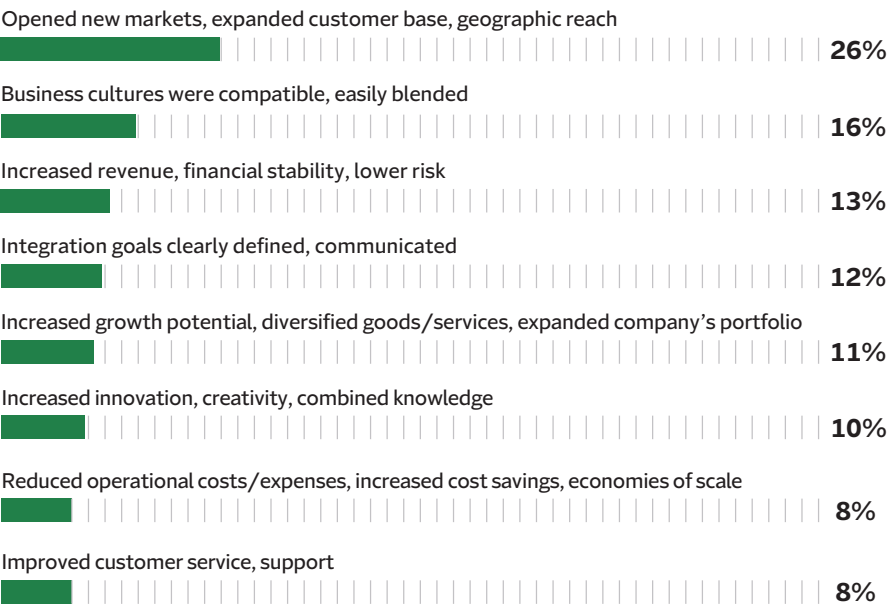 Opened new markets, expanded customer base, geographic reach
26%
Business cultures were compatible, easily blended
16%
Increased revenue, financial stability, lower risk
13%
Integration goals clearly defined, communicated
12%
Increased growth potential, diversified goods/services, expanded company’s portfolio
11%
Increased innovation, creativity, combined knowledge
10%
Reduced operational costs/expenses, increased cost savings, economies of scale
8%
Improved customer service, support
8%